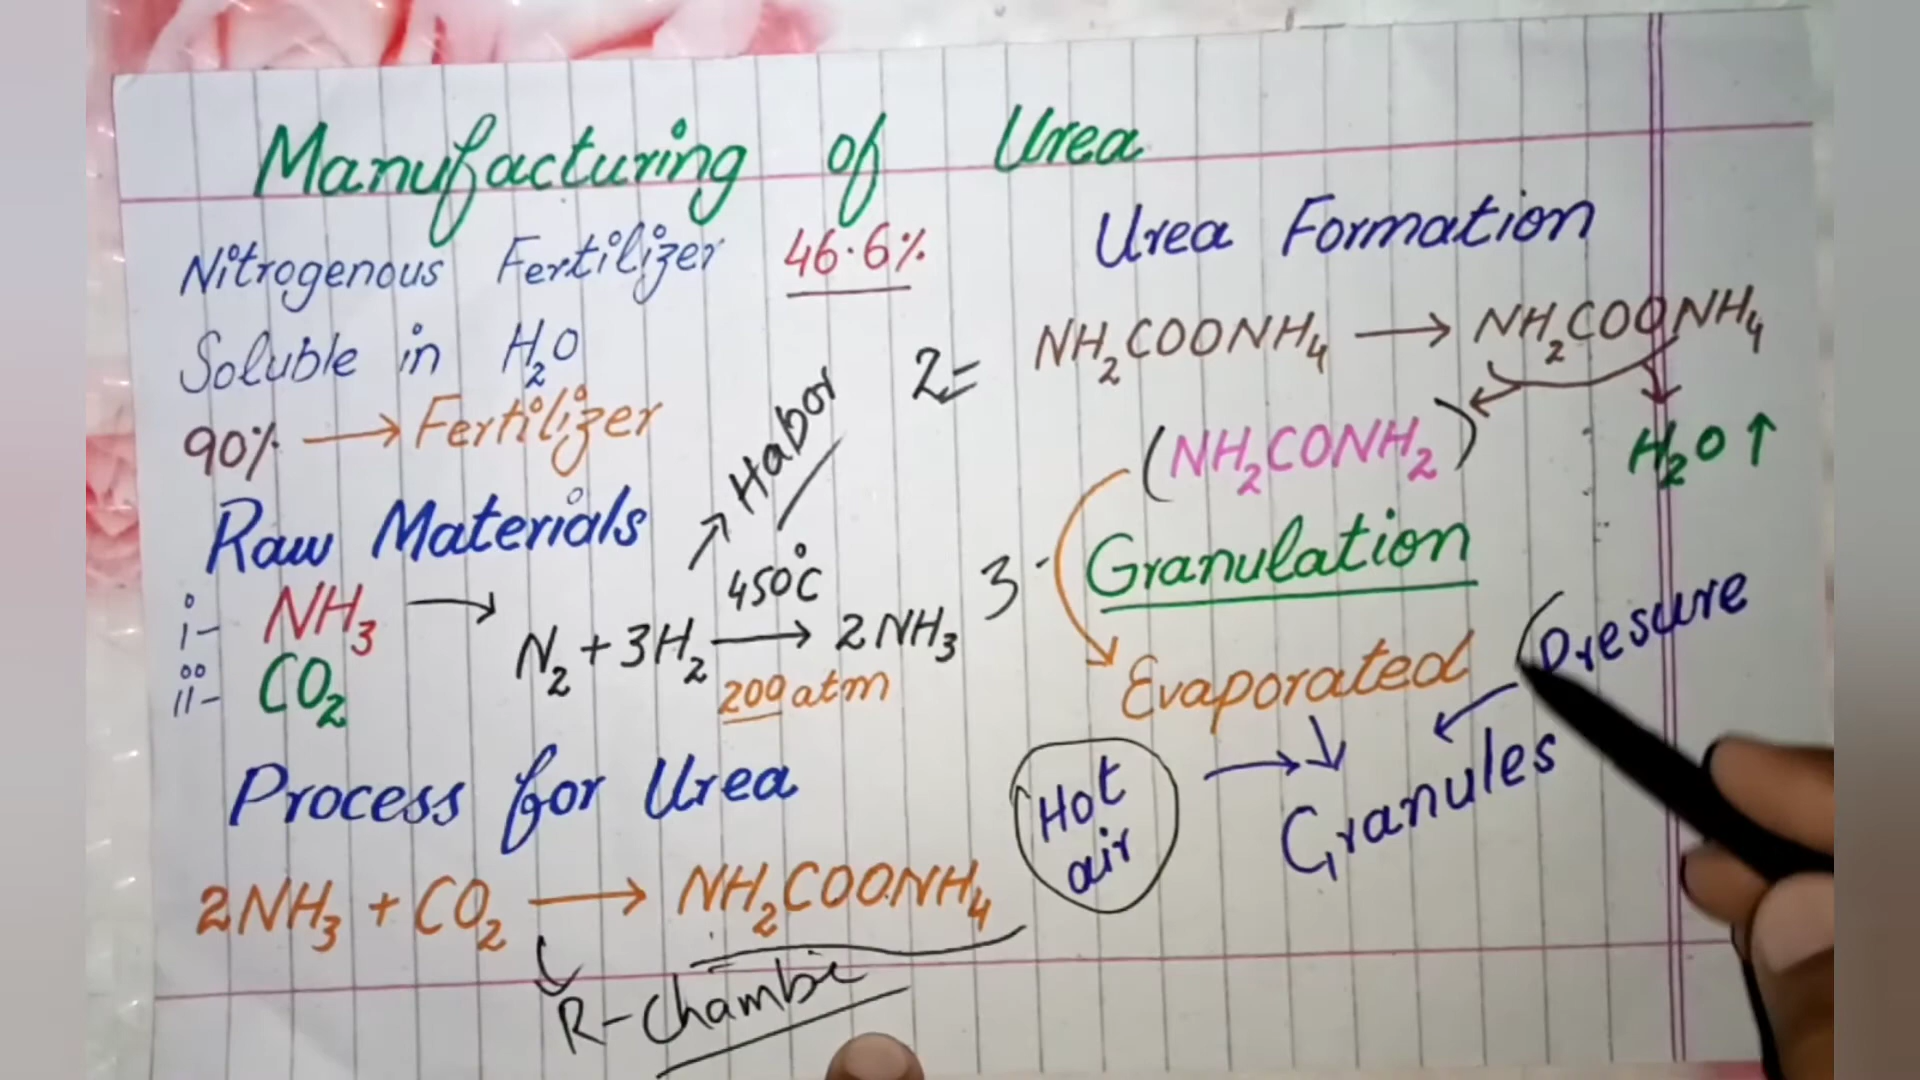 Manufacturing of Urea
Nitrogenous Fertilizer 46.6%
Soluble in H₂O
90% → Fertilizer
Raw Materials
i- NH₃ →
ii- CO₂
Habor
N₂ + 3H₂ → 2NH₃
450°C
200 atm
Process for Urea
2NH₃ + CO₂ → NH₂COONH₄
R-Chambe
Urea Formation
2= NH₂COONH₄ → NH₂COONH₄
(NH₂CONH₂) H₂O ↑
3. Granulation
Evaporated
Presure
Hot air → Granules